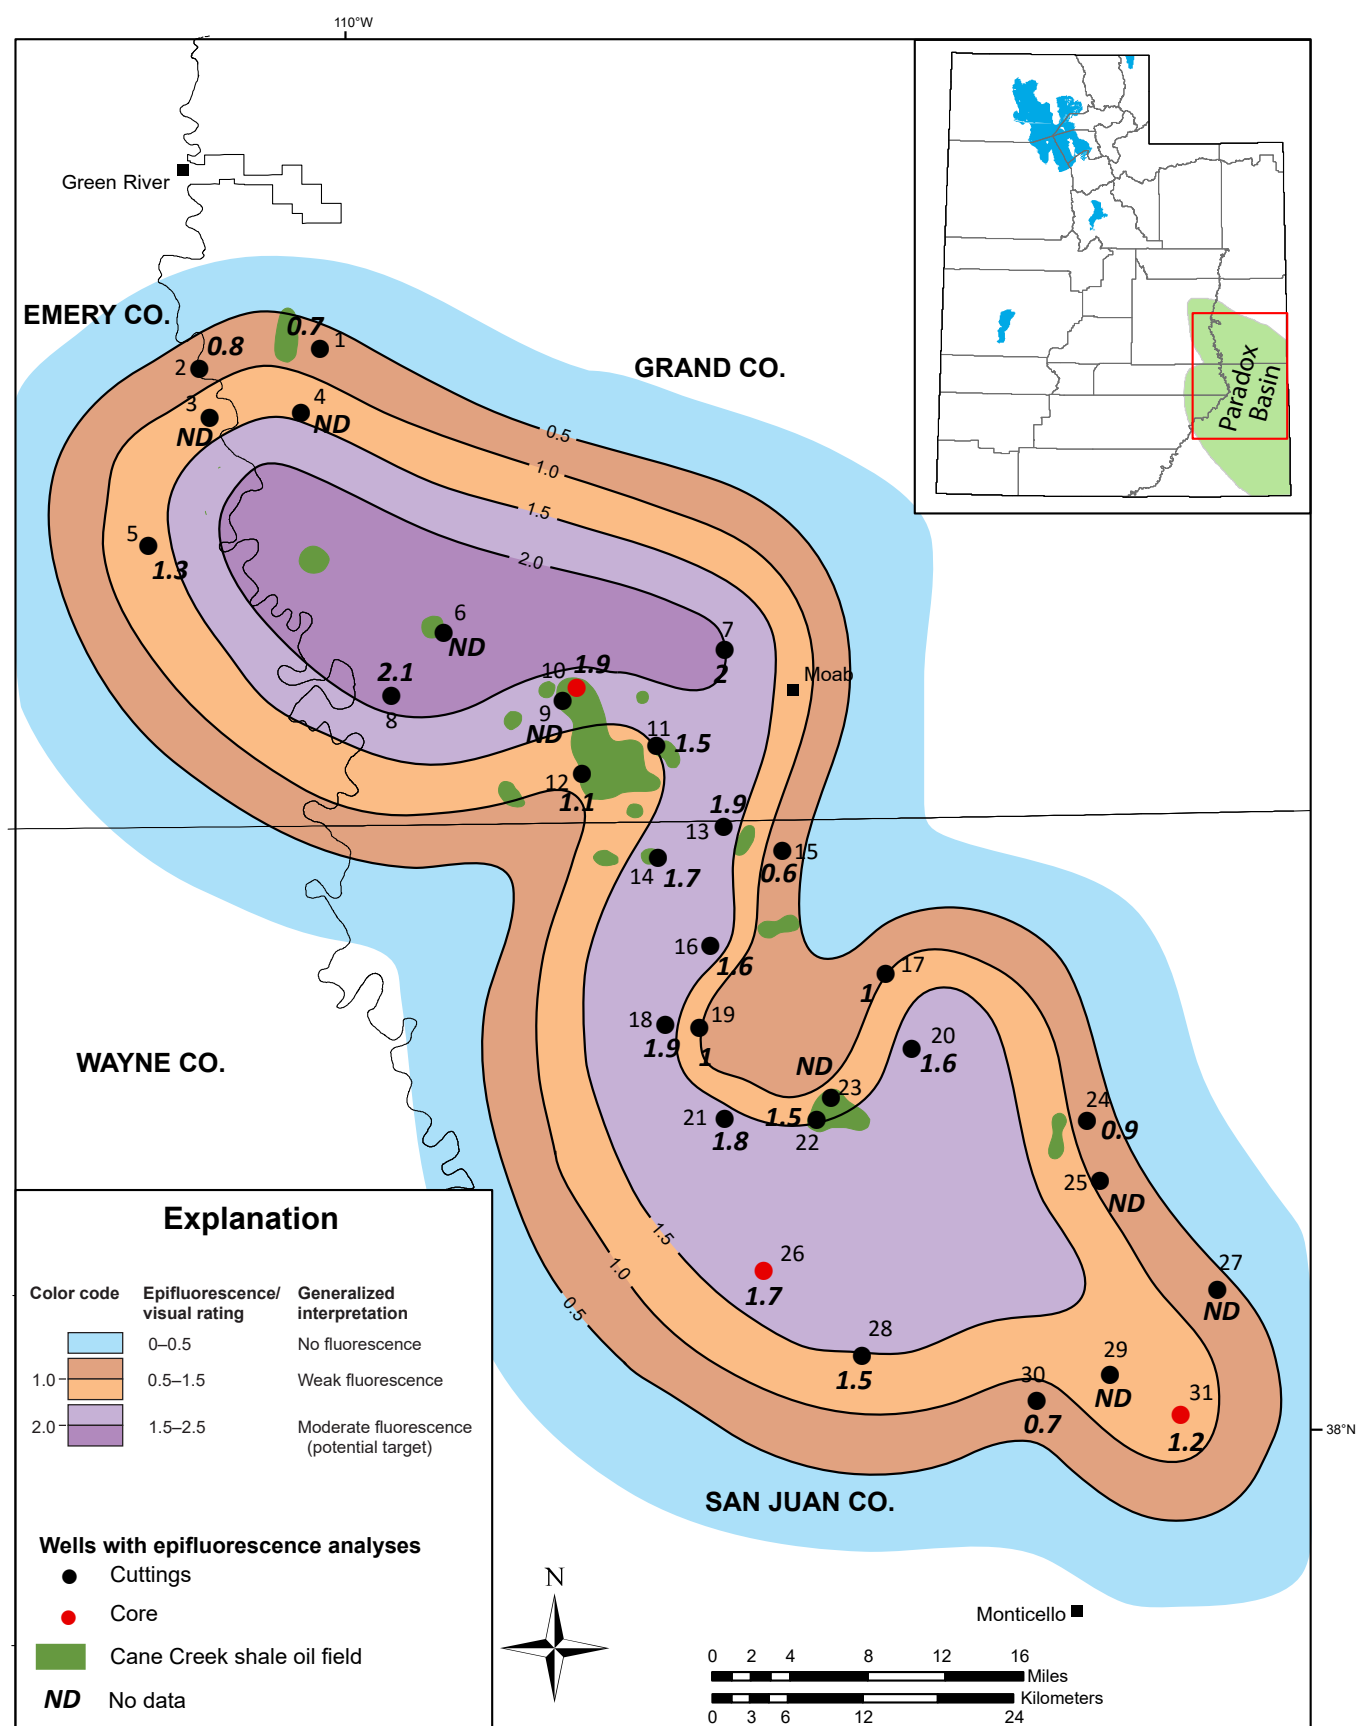 110°W
Green River
EMERY CO.
GRAND CO.
Paradox
Basin
0.7
1
0.8
2
3
ND
4
ND
0.5
1.0
1.5
2.0
5
1.3
6
ND
7
2
Moab
2.1
8
10
1.9
9
ND
11
1.5
12
1.1
1.9
13
15
0.6
14
1.7
16
1.6
17
1
18
1.9
19
1
20
1.6
ND
23
21
1.8
1.5
22
24
0.9
25
ND
WAYNE CO.
26
1.7
27
ND
1.5
1.0
0.5
28
1.5
29
ND
30
0.7
31
1.2
38°N
SAN JUAN CO.
Monticello
Explanation
Color code
Epifluorescence/
visual rating
Generalized
interpretation
0–0.5
No fluorescence
1.0
0.5–1.5
Weak fluorescence
2.0
1.5–2.5
Moderate fluorescence
(potential target)
Wells with epifluorescence analyses
Cuttings
Core
Cane Creek shale oil field
ND No data
N
0 2 4 8 12 16
Miles
Kilometers
0 3 6 12 24